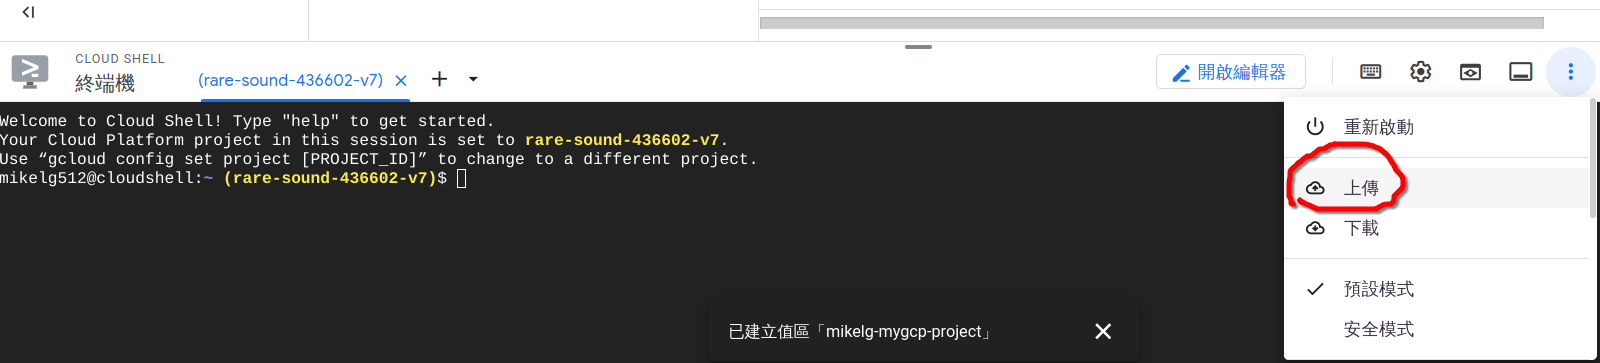 CLOUD SHELL
終端機
(rare-sound-436602-v7)
開啟編輯器
Welcome to Cloud Shell! Type "help" to get started.
Your Cloud Platform project in this session is set to rare-sound-436602-v7.
Use “gcloud config set project [PROJECT_ID]” to change to a different project.
mikelg512@cloudshell:~ (rare-sound-436602-v7)$
重新啟動
上傳
下載
預設模式
安全模式
已建立值區「mikelg-mygcp-project」